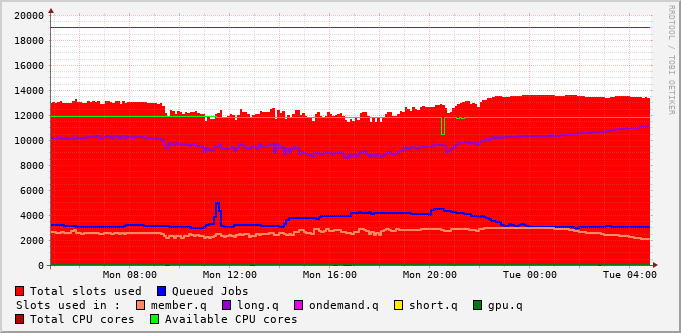 20000
18000
16000
14000
12000
10000
8000
6000
4000
2000
0
Mon 08:00 Mon 12:00 Mon 16:00 Mon 20:00 Tue 00:00 Tue 04:00
RRDTOOL / TOBI OETIKER
Total slots used Queued Jobs
Slots used in : member.q long.q ondemand.q short.q gpu.q
Total CPU cores Available CPU cores